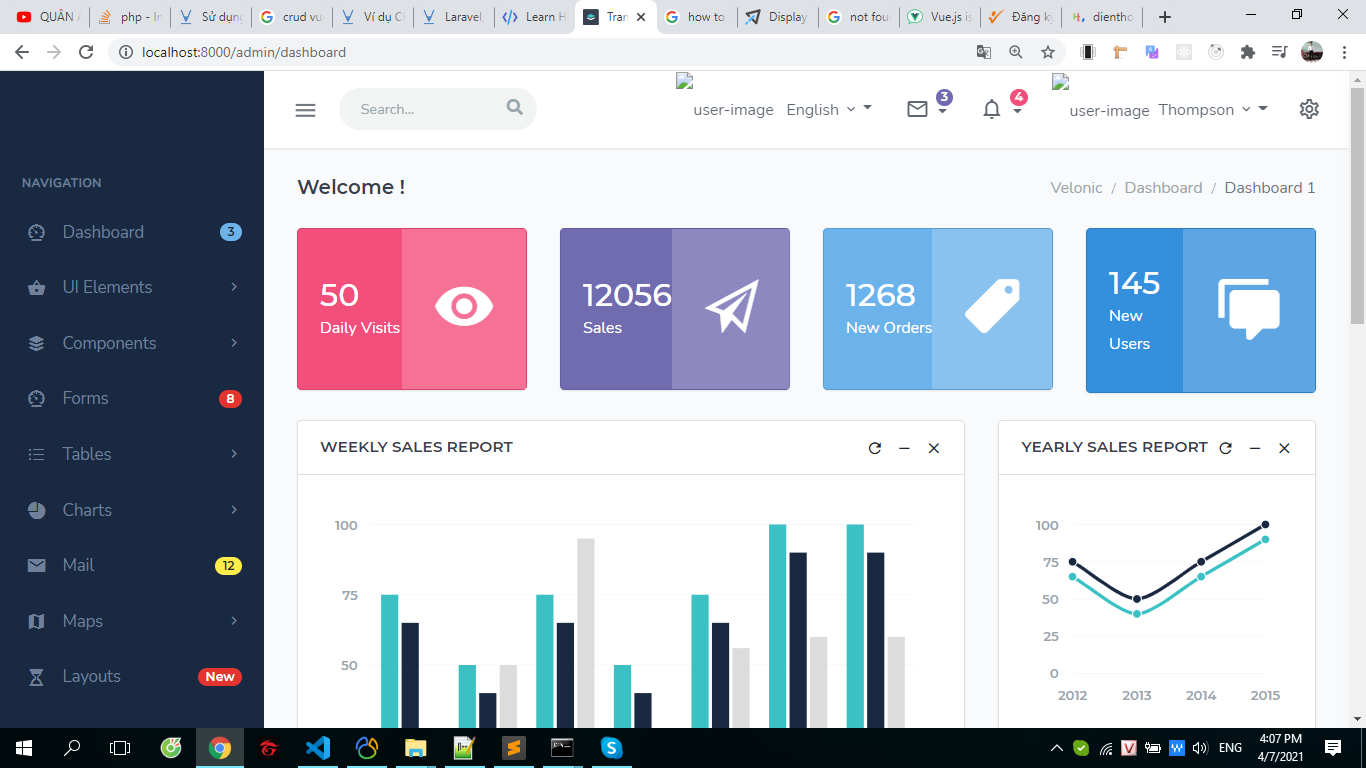 QUÂN A
php - In
Sử dụng
crud vue
Ví dụ C
Laravel,
Learn H
Tran
how to
Display
not foun
Vue.js is
Đăng ký
dientho
localhost:8000/admin/dashboard
Search...
user-image English
3
4
user-image Thompson
NAVIGATION
Dashboard 3
UI Elements
Components
Forms 8
Tables
Charts
Mail 12
Maps
Layouts New
Welcome !
Velonic / Dashboard / Dashboard 1
50
Daily Visits
12056
Sales
1268
New Orders
145
New
Users
WEEKLY SALES REPORT
100
75
50
YEARLY SALES REPORT
100
75
50
25
0
2012 2013 2014 2015
ENG
4:07 PM
4/7/2021